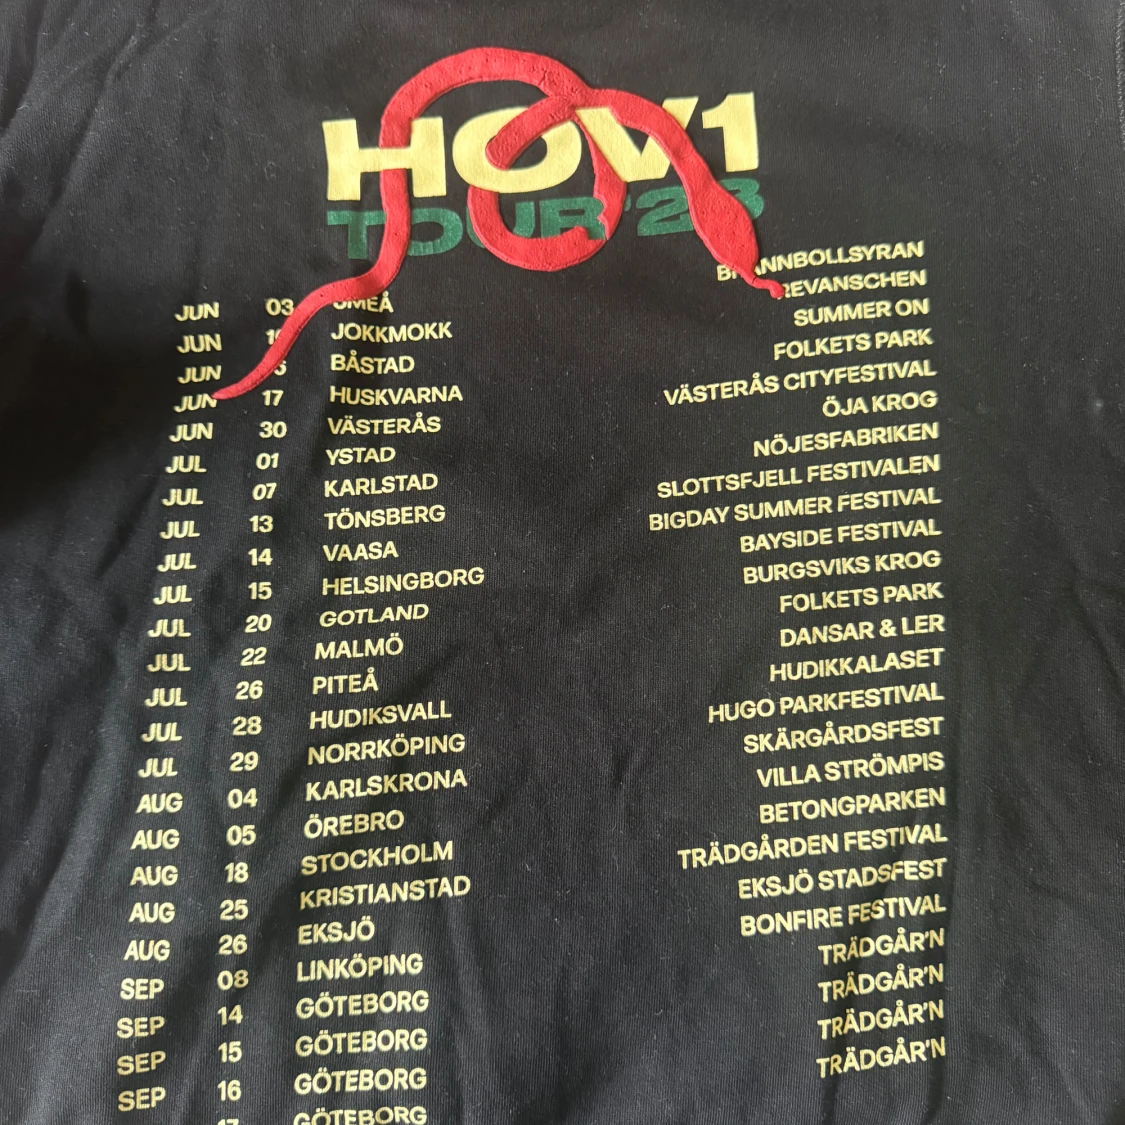 HOV1
TOUR '23
JUN 03 UMEÅ BRÄNNBOLLSYRAN
JUN JOKKMOKK REVANSCHEN
JUN BÅSTAD SUMMER ON
JUN 17 HUSKVARNA FOLKETS PARK
JUN 30 VÄSTERÅS VÄSTERÅS CITYFESTIVAL
JUL 01 YSTAD ÖJA KROG
JUL 07 KARLSTAD NÖJESFABRIKEN
JUL 13 TÖNSBERG SLOTTSFJELL FESTIVALEN
JUL 14 VAASA BIGDAY SUMMER FESTIVAL
JUL 15 HELSINGBORG BAYSIDE FESTIVAL
JUL 20 GOTLAND BURGSVIKS KROG
JUL 22 MALMÖ FOLKETS PARK
JUL 26 PITEÅ DANSAR & LER
JUL 28 HUDIKSVALL HUDIKKALASET
JUL 29 NORRKÖPING HUGO PARKFESTIVAL
AUG 04 KARLSKRONA SKÄRGÅRDSFEST
AUG 05 ÖREBRO VILLA STRÖMPIS
AUG 18 STOCKHOLM BETONGPARKEN
AUG 25 KRISTIANSTAD TRÄDGÅRDEN FESTIVAL
AUG 26 EKSJÖ EKSJÖ STADSFEST
SEP 08 LINKÖPING BONFIRE FESTIVAL
SEP 14 GÖTEBORG TRÄDGÅR'N
SEP 15 GÖTEBORG TRÄDGÅR'N
SEP 16 GÖTEBORG TRÄDGÅR'N
17 GÖTEBORG TRÄDGÅR'N